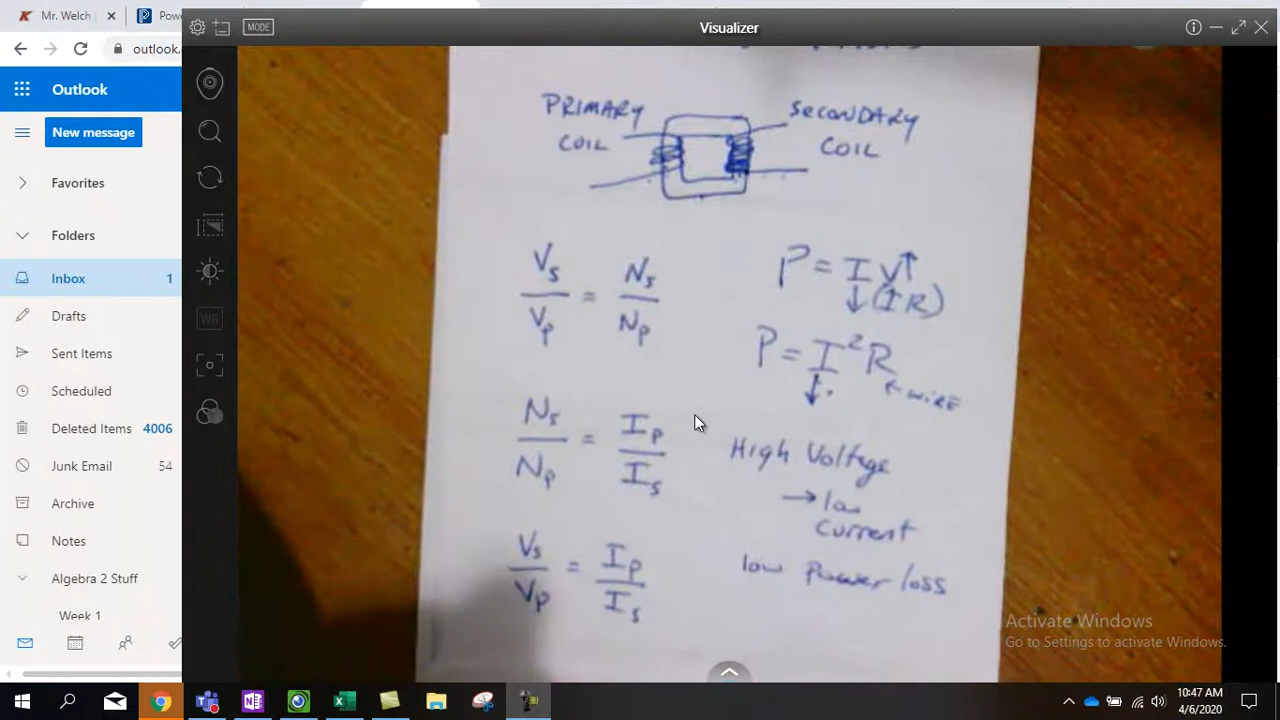 Mr. Welch
Pow
outlook.
Outlook
New message
Favorites
Folders
Inbox 1
Drafts
Sent Items
Scheduled
Deleted Items 4006
Junk Email 54
Archive
Notes
Algebra 2 Stuff
Week 1
MODE
Visualizer
W6
PRIMARY
COIL
SECONDARY
COIL
Vs/Vp = Ns/Np
Ns/Np = Ip/Is
Vs/Vp = Ip/Is
P = I V↑
↓(IR)
P = I²R
↓ ← WIRE
High Voltage
→ low
Current
low Power loss
Activate Windows
Go to Settings to activate Windows.
10:47 AM
4/6/2020